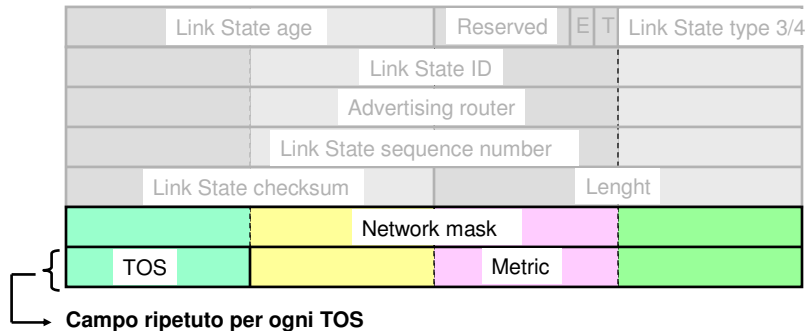 Link State age Reserved E T Link State type 3/4
Link State ID
Advertising router
Link State sequence number
Link State checksum Lenght
Network mask
TOS Metric
Campo ripetuto per ogni TOS